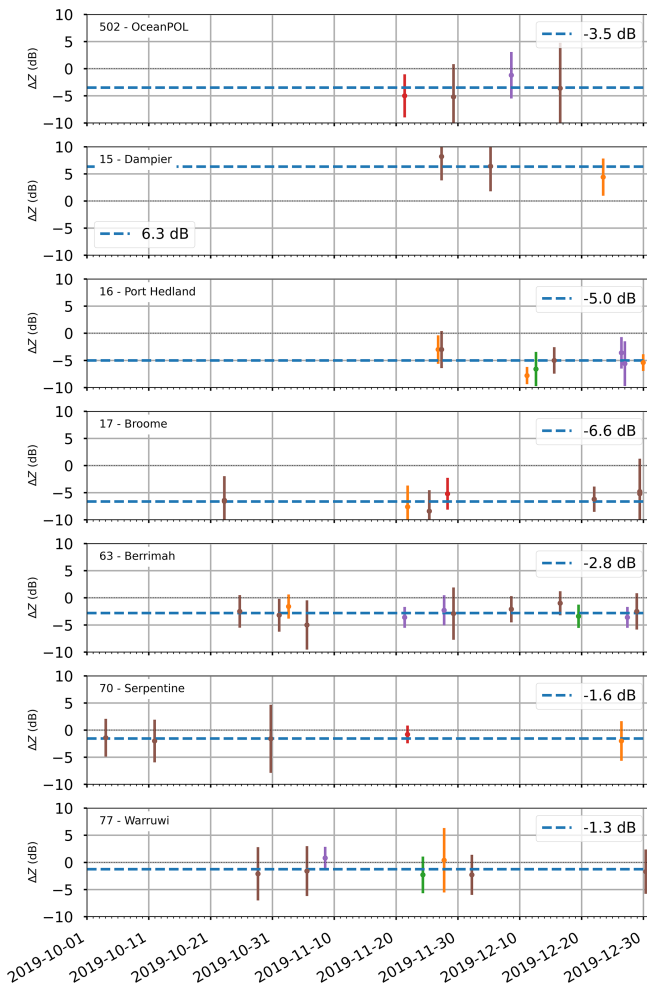 10
502 - OceanPOL
-3.5 dB
5
0
−5
−10
ΔZ (dB)
10
15 - Dampier
5
0
−5
6.3 dB
−10
ΔZ (dB)
10
16 - Port Hedland
-5.0 dB
5
0
−5
−10
ΔZ (dB)
10
17 - Broome
-6.6 dB
5
0
−5
−10
ΔZ (dB)
10
63 - Berrimah
-2.8 dB
5
0
−5
−10
ΔZ (dB)
10
70 - Serpentine
-1.6 dB
5
0
−5
−10
ΔZ (dB)
10
77 - Warruwi
-1.3 dB
5
0
−5
−10
ΔZ (dB)
2019-10-01
2019-10-11
2019-10-21
2019-10-31
2019-11-10
2019-11-20
2019-11-30
2019-12-10
2019-12-20
2019-12-30